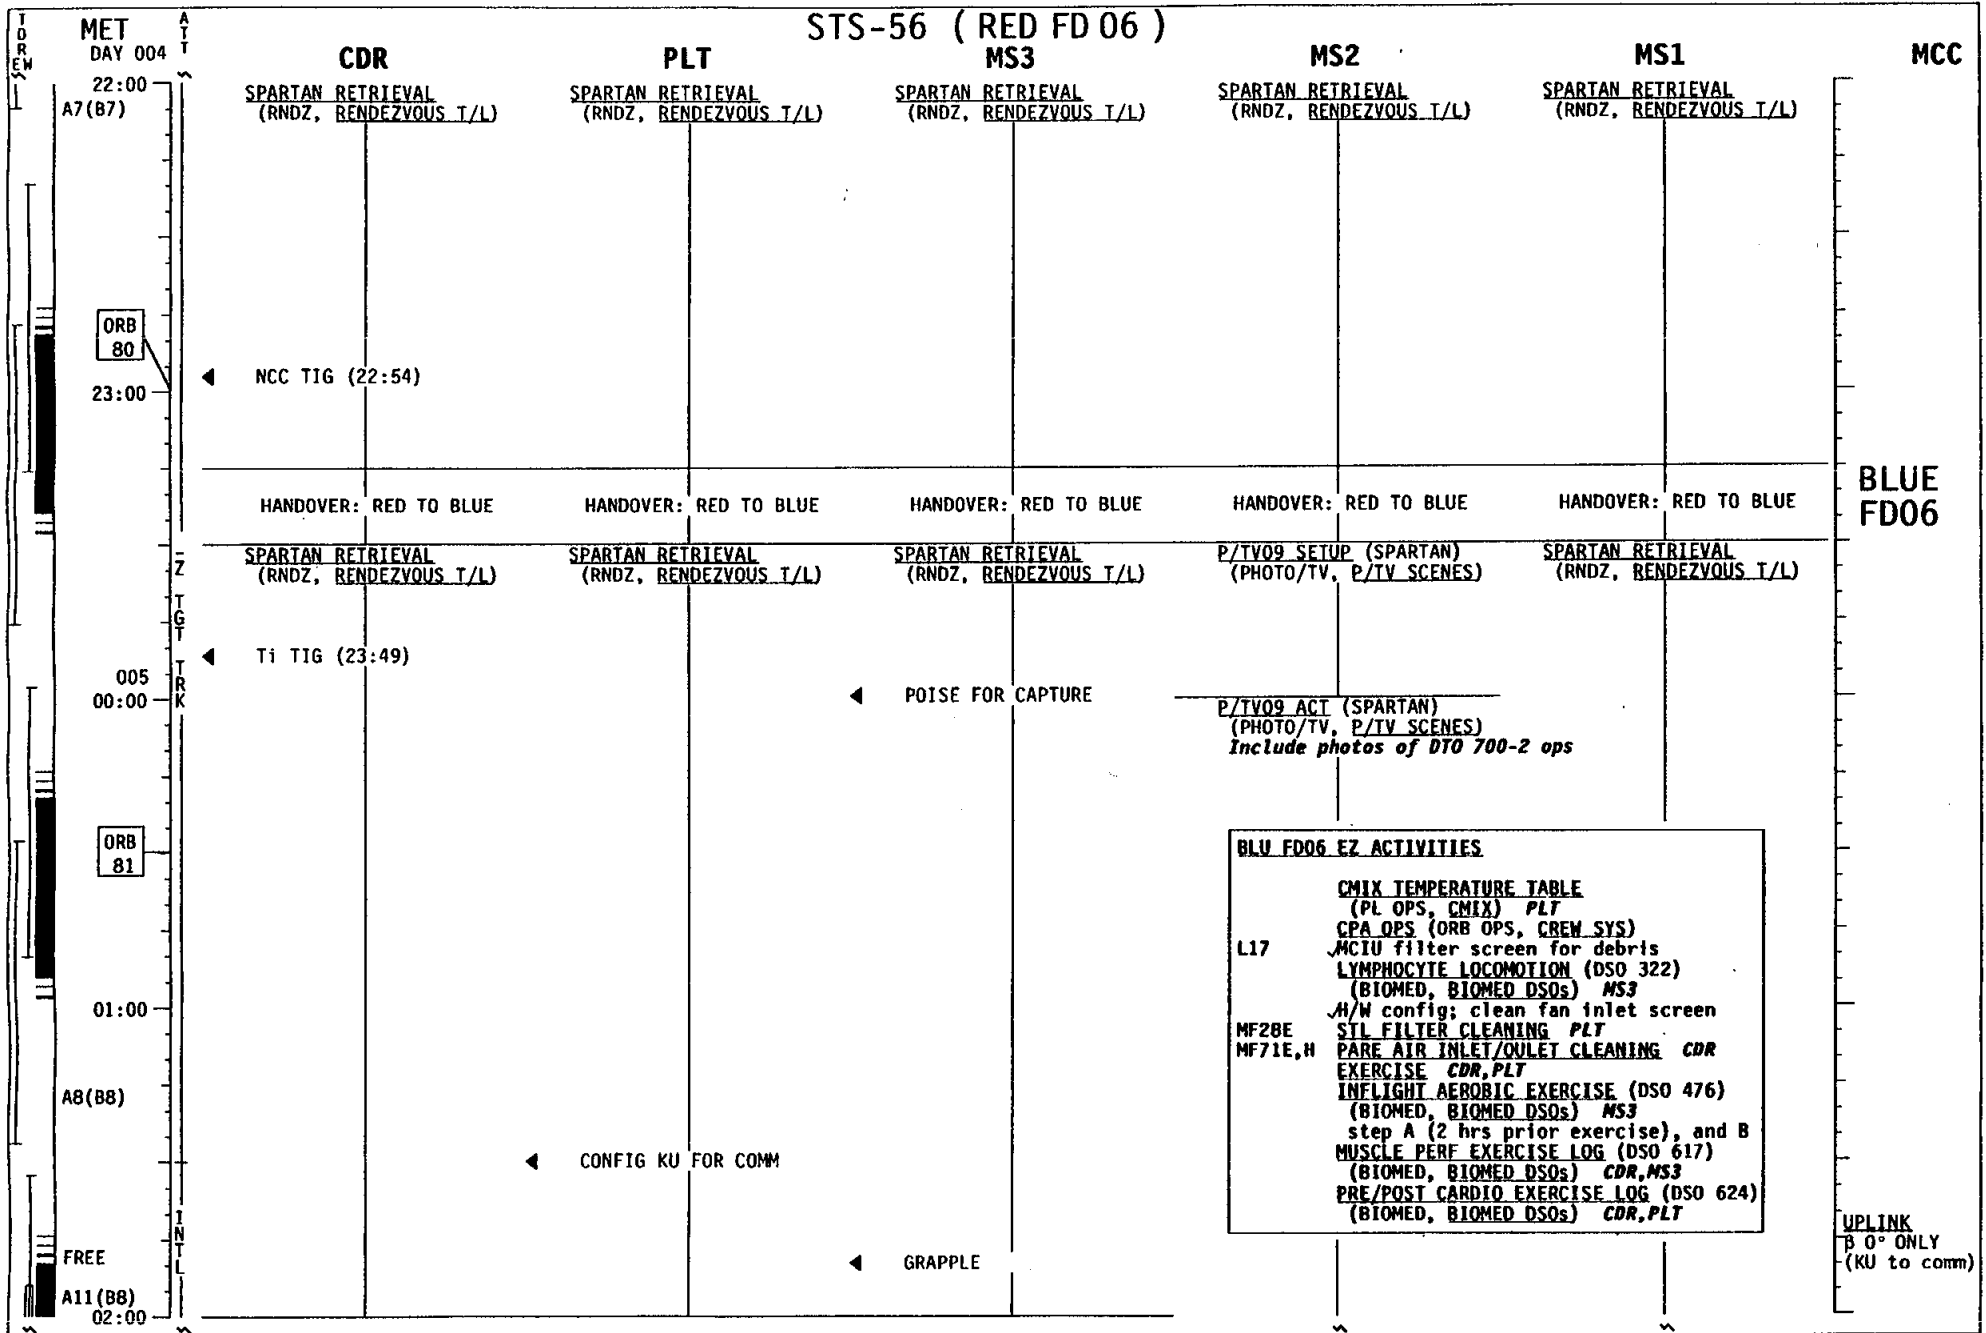 STS-56 ( RED FD 06 )
TDRS
E W
MET
DAY 004
ATT
CDR
PLT
MS3
MS2
MS1
MCC
22:00
A7(B7)
SPARTAN RETRIEVAL
(RNDZ, RENDEZVOUS T/L)
SPARTAN RETRIEVAL
(RNDZ, RENDEZVOUS T/L)
SPARTAN RETRIEVAL
(RNDZ, RENDEZVOUS T/L)
SPARTAN RETRIEVAL
(RNDZ, RENDEZVOUS T/L)
SPARTAN RETRIEVAL
(RNDZ, RENDEZVOUS T/L)
ORB
80
NCC TIG (22:54)
23:00
HANDOVER: RED TO BLUE
HANDOVER: RED TO BLUE
HANDOVER: RED TO BLUE
HANDOVER: RED TO BLUE
HANDOVER: RED TO BLUE
BLUE
FD06
-Z TGT TRK
SPARTAN RETRIEVAL
(RNDZ, RENDEZVOUS T/L)
SPARTAN RETRIEVAL
(RNDZ, RENDEZVOUS T/L)
SPARTAN RETRIEVAL
(RNDZ, RENDEZVOUS T/L)
P/TV09 SETUP (SPARTAN)
(PHOTO/TV, P/TV SCENES)
SPARTAN RETRIEVAL
(RNDZ, RENDEZVOUS T/L)
Ti TIG (23:49)
005
00:00
POISE FOR CAPTURE
P/TV09 ACT (SPARTAN)
(PHOTO/TV, P/TV SCENES)
Include photos of DTO 700-2 ops
ORB
81
BLU FD06 EZ ACTIVITIES
CMIX TEMPERATURE TABLE
(PL OPS, CMIX) PLT
CPA OPS (ORB OPS, CREW SYS)
L17 ✓MCIU filter screen for debris
LYMPHOCYTE LOCOMOTION (DSO 322)
(BIOMED, BIOMED DSOs) MS3
✓H/W config; clean fan inlet screen
MF28E STL FILTER CLEANING PLT
MF71E,H PARE AIR INLET/OULET CLEANING CDR
EXERCISE CDR,PLT
INFLIGHT AEROBIC EXERCISE (DSO 476)
(BIOMED, BIOMED DSOs) MS3
step A (2 hrs prior exercise), and B
MUSCLE PERF EXERCISE LOG (DSO 617)
(BIOMED, BIOMED DSOs) CDR,MS3
PRE/POST CARDIO EXERCISE LOG (DSO 624)
(BIOMED, BIOMED DSOs) CDR,PLT
01:00
A8(B8)
CONFIG KU FOR COMM
INTL
FREE
GRAPPLE
UPLINK
β 0° ONLY
(KU to comm)
A11(B8)
02:00